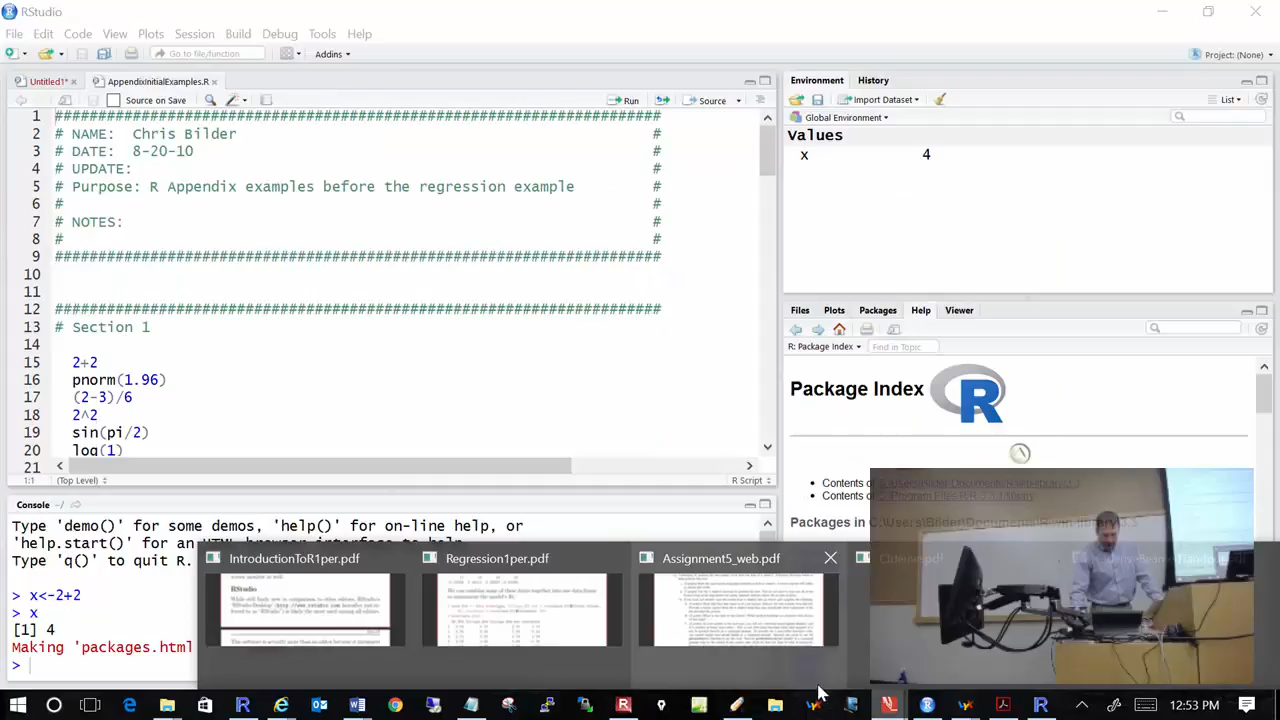 RStudio
File Edit Code View Plots Session Build Debug Tools Help
Go to file/function Addins Project: (None)
Untitled1* AppendixInitialExamples.R
Source on Save Run Source
1 ####################################################################
2 # NAME: Chris Bilder #
3 # DATE: 8-20-10 #
4 # UPDATE: #
5 # Purpose: R Appendix examples before the regression example #
6 # #
7 # NOTES: #
8 # #
9 ####################################################################
10
11
12 ####################################################################
13 # Section 1
14
15 2+2
16 pnorm(1.96)
17 (2-3)/6
18 2^2
19 sin(pi/2)
20 log(1)
21
1:1 (Top Level) R Script
Console ~/
Type 'demo()' for some demos, 'help()' for on-line help, or
'help.start()' for an
Type 'q()' to quit R.
x<-2+2
x
[1] 4
Making packages.html
>
Environment History
Import Dataset List
Global Environment
Values
x 4
Files Plots Packages Help Viewer
R: Package Index Find in Topic
Package Index R
Contents of
Contents of
Packages in
IntroductionToR1per.pdf Regression1per.pdf Assignment5_web.pdf
RStudio
12:53 PM